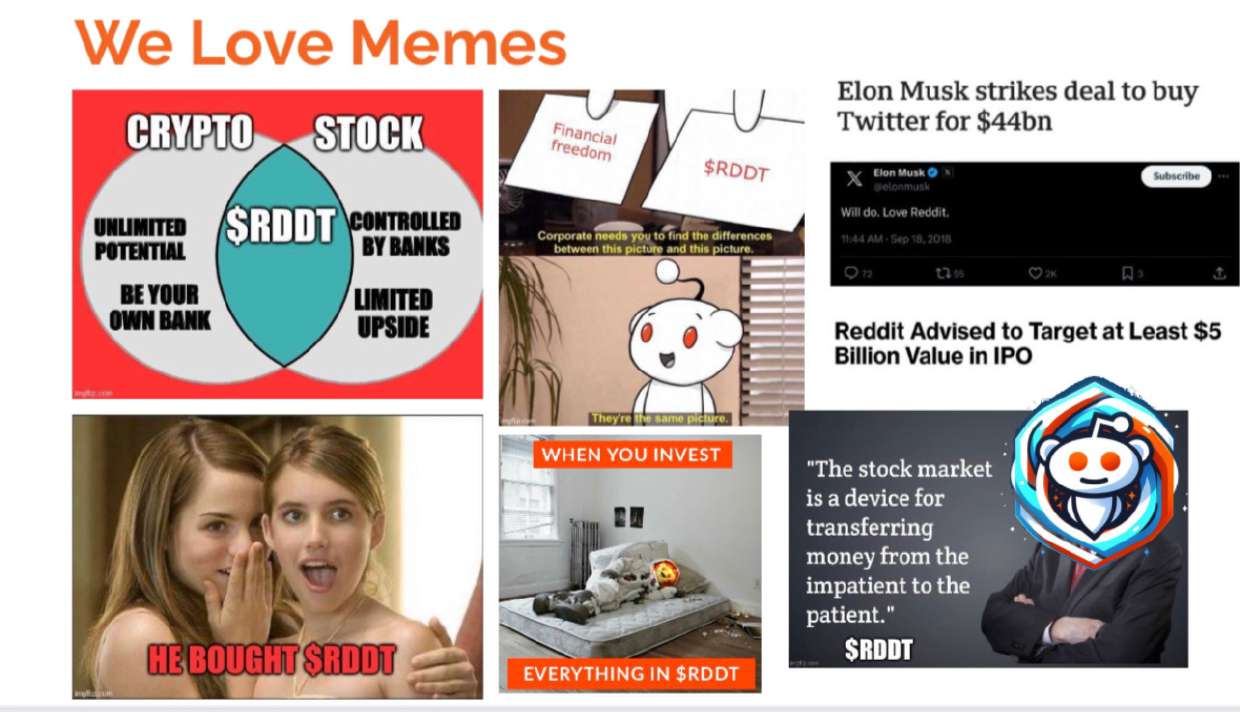 We Love Memes
CRYPTO
STOCK
UNLIMITED
POTENTIAL
BE YOUR
OWN BANK
$RDDT
CONTROLLED
BY BANKS
LIMITED
UPSIDE
imgflip.com
Financial
freedom
$RDDT
Corporate needs you to find the differences
between this picture and this picture.
They're the same picture.
imgflip.com
Elon Musk strikes deal to buy
Twitter for $44bn
Elon Musk
@elonmusk
Subscribe
Will do. Love Reddit.
11:44 AM · Sep 18, 2018
72
95
2K
3
Reddit Advised to Target at Least $5
Billion Value in IPO
HE BOUGHT $RDDT
imgflip.com
WHEN YOU INVEST
EVERYTHING IN $RDDT
"The stock market
is a device for
transferring
money from the
impatient to the
patient."
$RDDT
imgflip.com